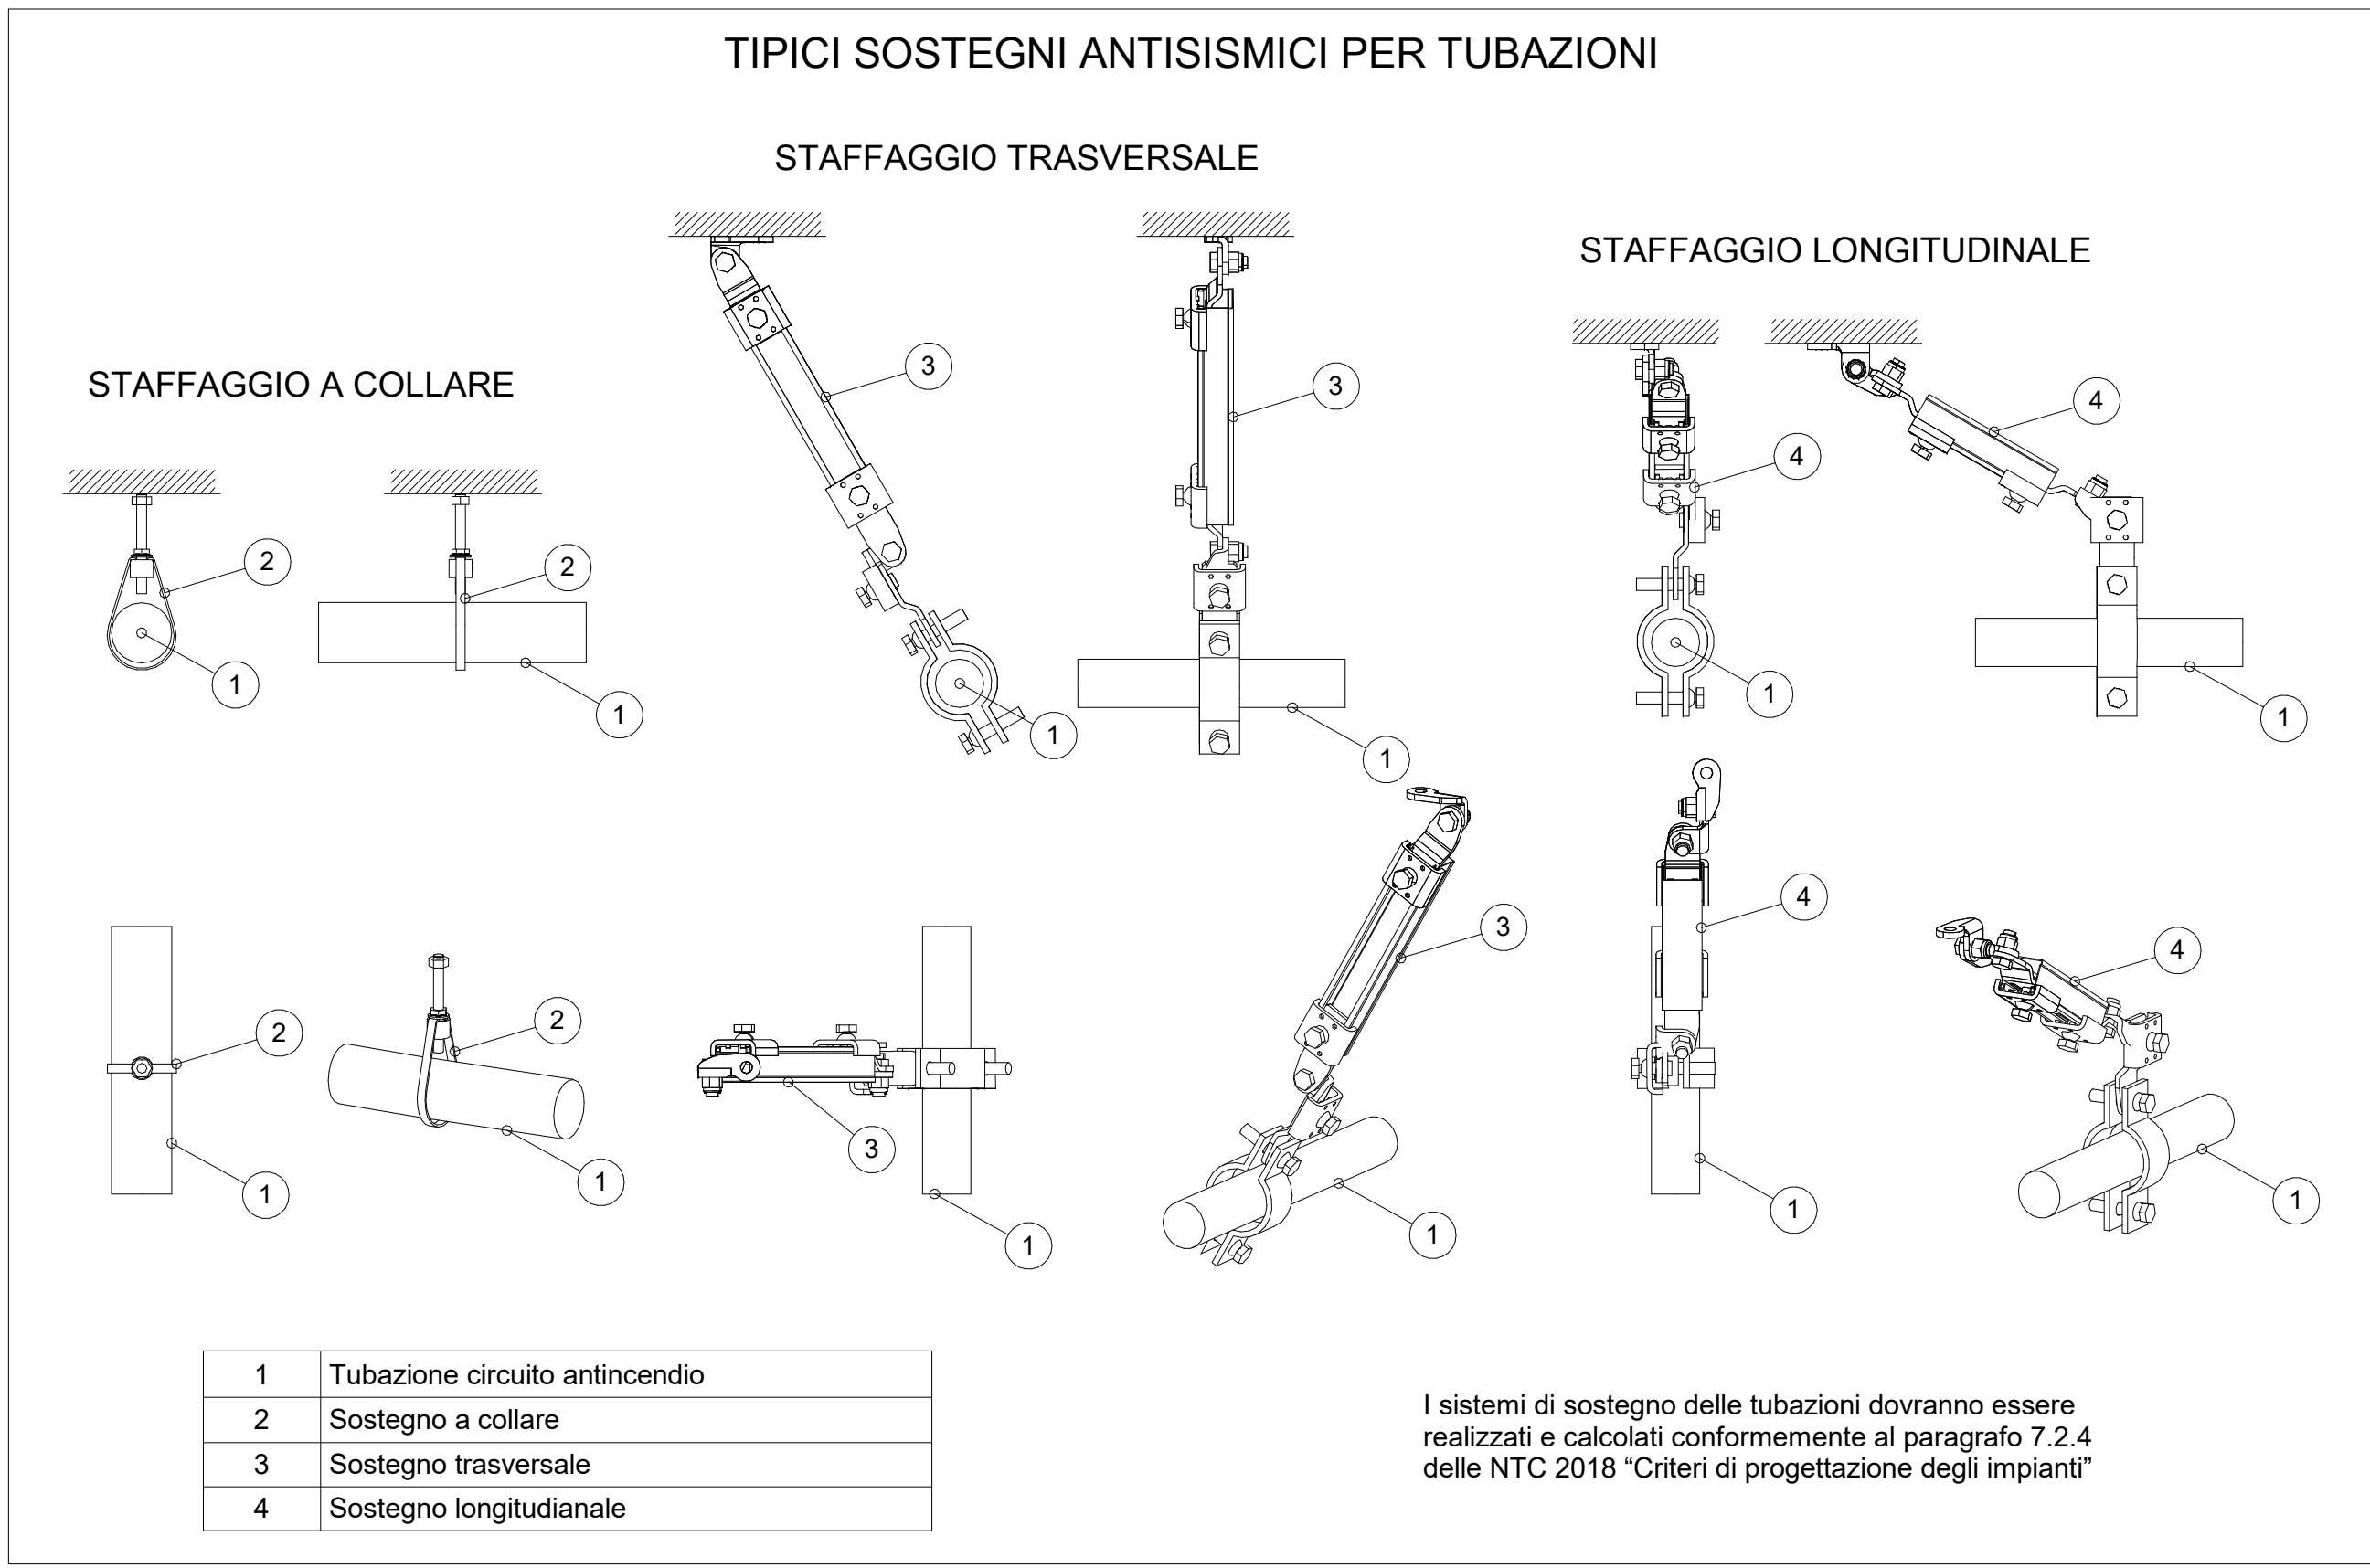 TIPICI SOSTEGNI ANTISISMICI PER TUBAZIONI
STAFFAGGIO TRASVERSALE
STAFFAGGIO LONGITUDINALE
STAFFAGGIO A COLLARE
3
3
4
4
2
2
1
1
1
1
1
1
3
4
4
2
2
3
1
1
1
1
1
1
1 Tubazione circuito antincendio
2 Sostegno a collare
3 Sostegno trasversale
4 Sostegno longitudianale
I sistemi di sostegno delle tubazioni dovranno essere
realizzati e calcolati conformemente al paragrafo 7.2.4
delle NTC 2018 “Criteri di progettazione degli impianti”